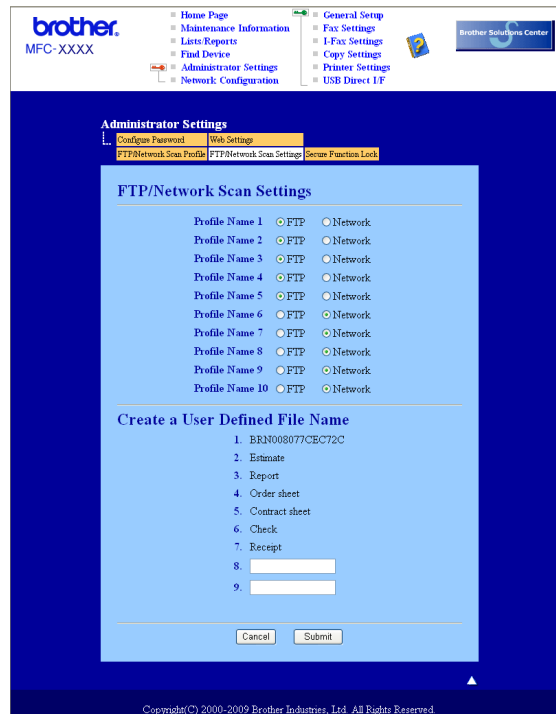 brother.
MFC-XXXX
Home Page
Maintenance Information
Lists/Reports
Find Device
Administrator Settings
Network Configuration
General Setup
Fax Settings
I-Fax Settings
Copy Settings
Printer Settings
USB Direct I/F
?
Brother Solutions Center
Administrator Settings
Configure Password Web Settings
FTP/Network Scan Profile FTP/Network Scan Settings Secure Function Lock
FTP/Network Scan Settings
Profile Name 1 FTP Network
Profile Name 2 FTP Network
Profile Name 3 FTP Network
Profile Name 4 FTP Network
Profile Name 5 FTP Network
Profile Name 6 FTP Network
Profile Name 7 FTP Network
Profile Name 8 FTP Network
Profile Name 9 FTP Network
Profile Name 10 FTP Network
Create a User Defined File Name
1. BRN008077CEC72C
2. Estimate
3. Report
4. Order sheet
5. Contract sheet
6. Check
7. Receipt
8.
9.
Cancel Submit
Copyright(C) 2000-2009 Brother Industries, Ltd. All Rights Reserved.